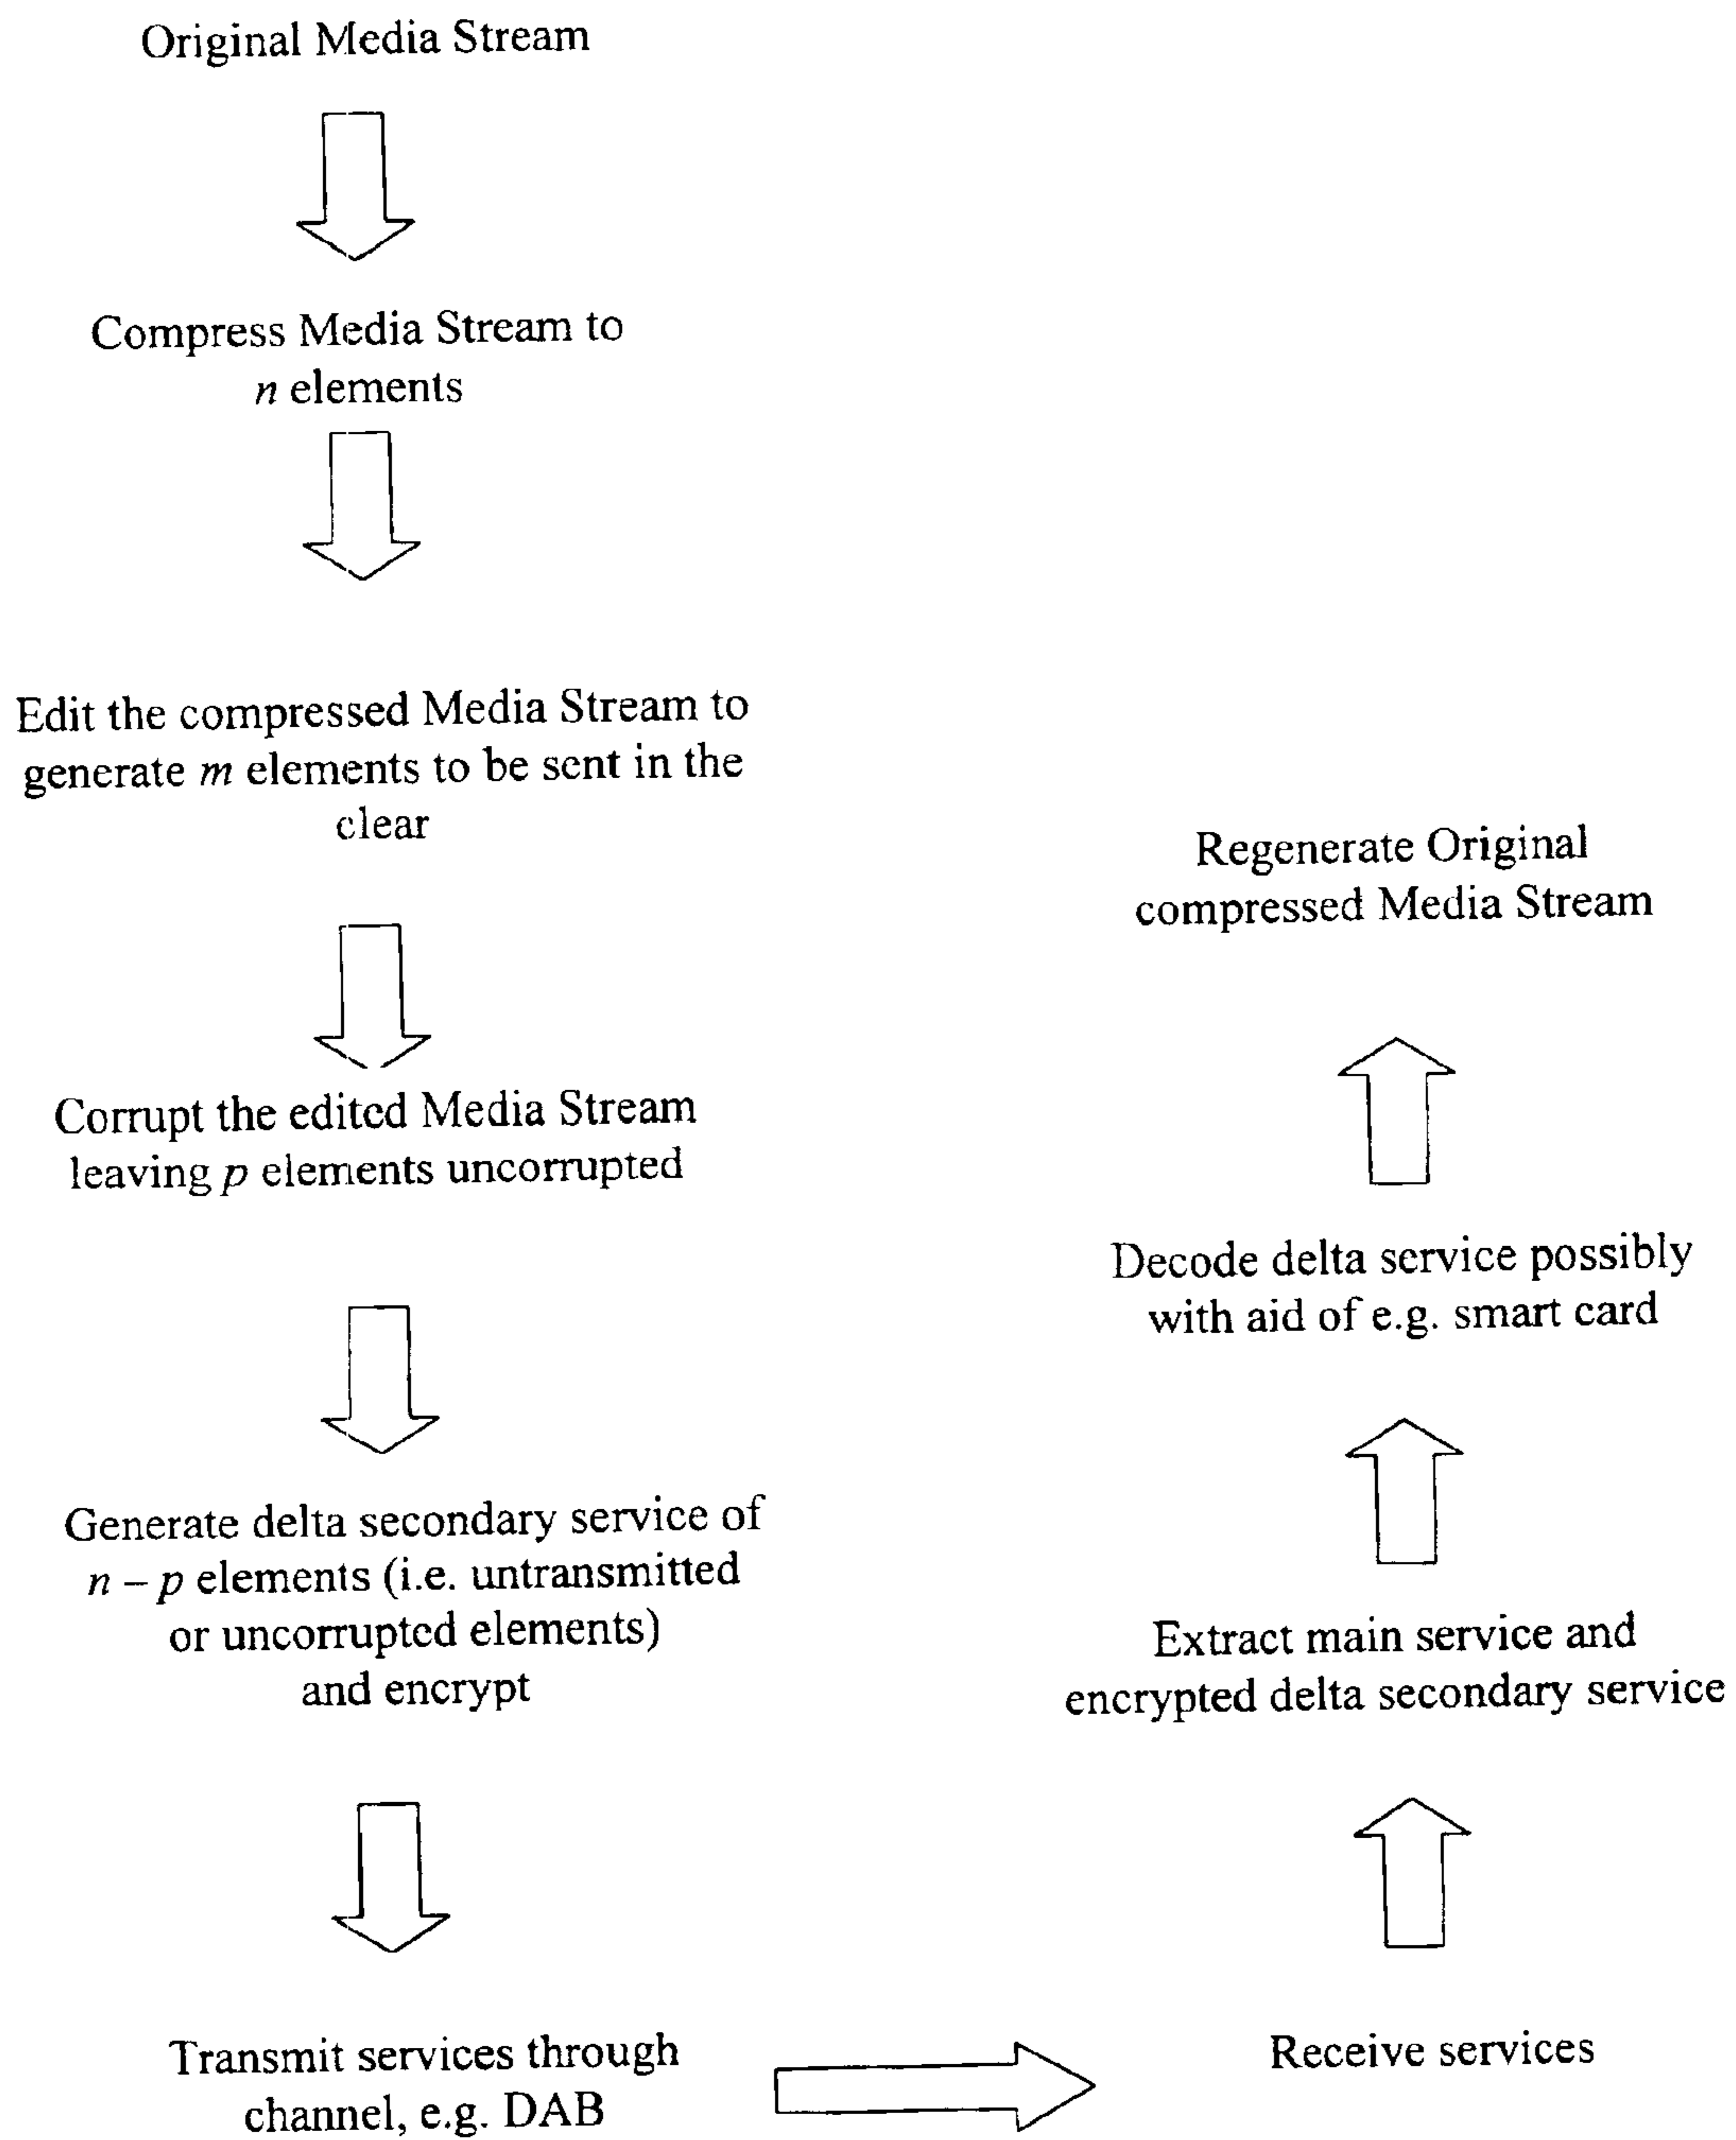 Original Media Stream
Compress Media Stream to
n elements
Edit the compressed Media Stream to
generate m elements to be sent in the
clear
Corrupt the edited Media Stream
leaving p elements uncorrupted
Generate delta secondary service of
n – p elements (i.e. untransmitted
or uncorrupted elements)
and encrypt
Transmit services through
channel, e.g. DAB
Receive services
Extract main service and
encrypted delta secondary service
Decode delta service possibly
with aid of e.g. smart card
Regenerate Original
compressed Media Stream